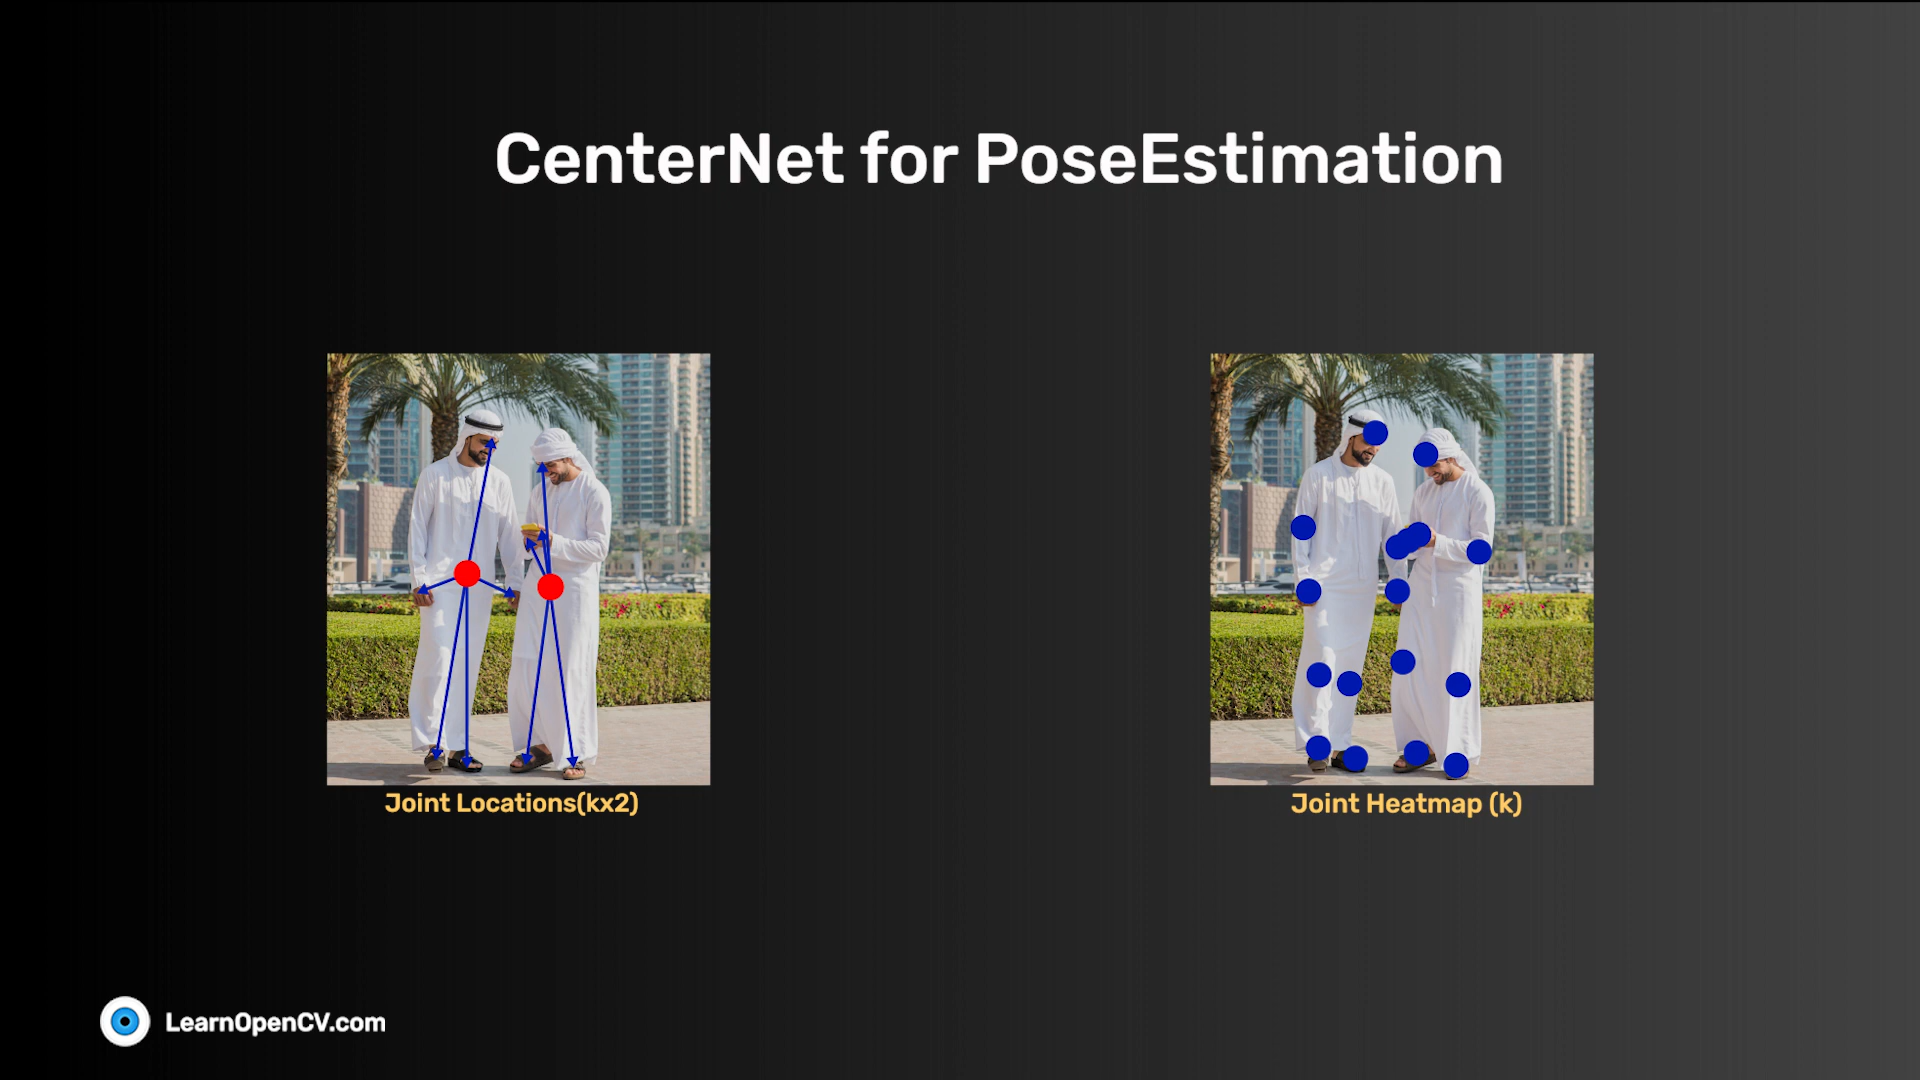 CenterNet for PoseEstimation
Joint Locations(kx2)
Joint Heatmap (k)
LearnOpenCV.com